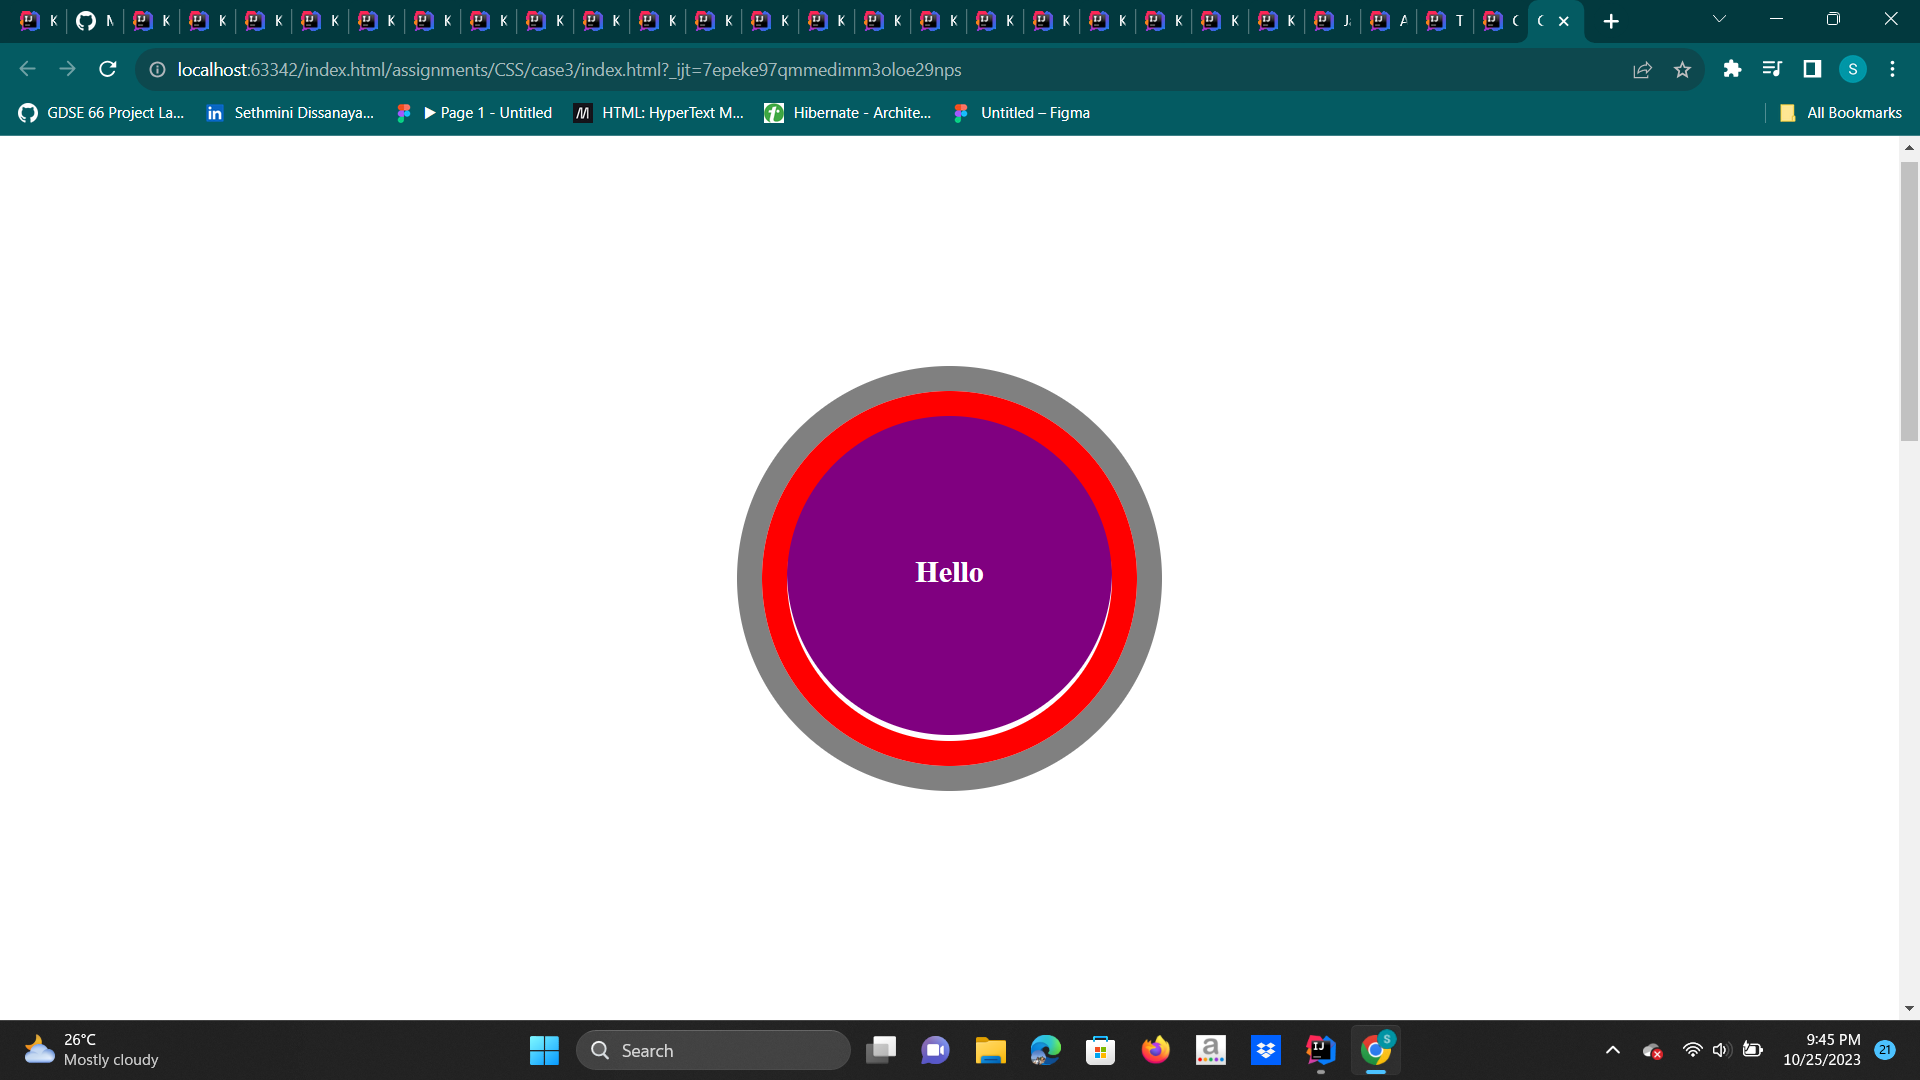 K M K K K K K K K K K K K K K K K K K K K K K J A T C C
localhost:63342/index.html/assignments/CSS/case3/index.html?_ijt=7epeke97qmmedimm3oloe29nps
S
GDSE 66 Project La... Sethmini Dissanaya... ▶ Page 1 - Untitled HTML: HyperText M... Hibernate - Archite... Untitled – Figma All Bookmarks
Hello
26°C
Mostly cloudy
Search
9:45 PM
10/25/2023
21